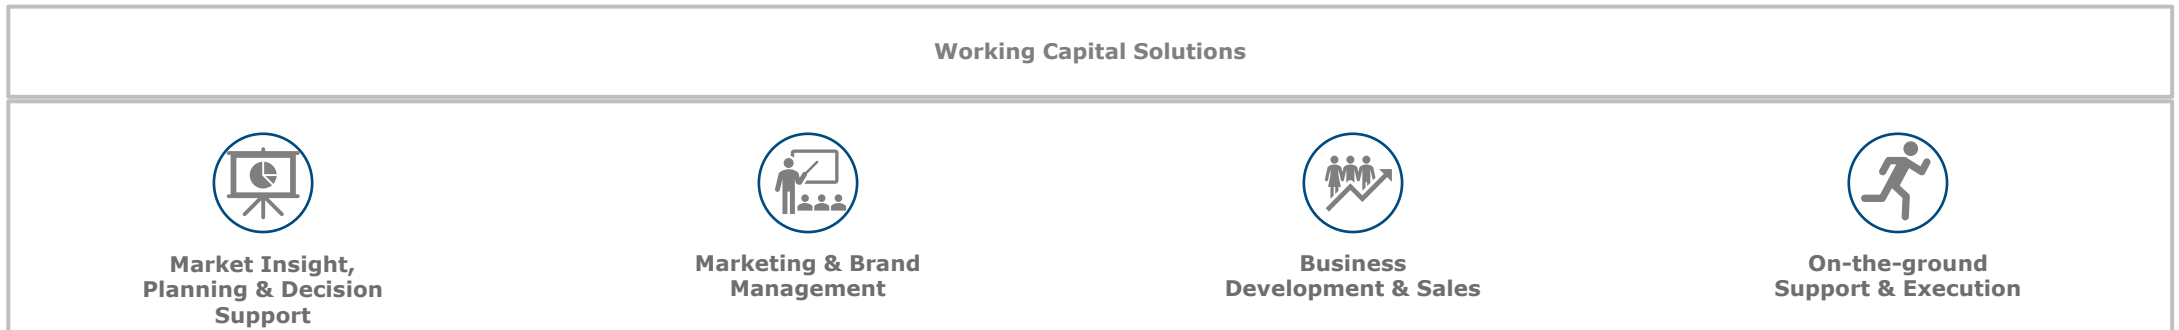 Working Capital Solutions
Market Insight,
Planning & Decision
Support
Marketing & Brand
Management
Business
Development & Sales
On-the-ground
Support & Execution